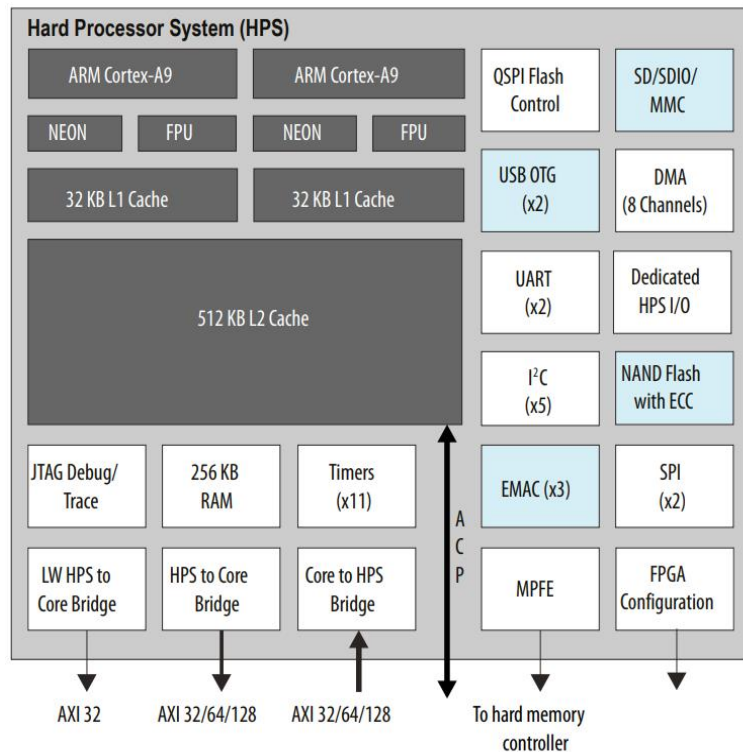 Hard Processor System (HPS)
ARM Cortex-A9
ARM Cortex-A9
NEON
FPU
NEON
FPU
32 KB L1 Cache
32 KB L1 Cache
512 KB L2 Cache
JTAG Debug/
Trace
256 KB
RAM
Timers
(x11)
LW HPS to
Core Bridge
HPS to Core
Bridge
Core to HPS
Bridge
A
C
P
QSPI Flash
Control
SD/SDIO/
MMC
USB OTG
(x2)
DMA
(8 Channels)
UART
(x2)
Dedicated
HPS I/O
I²C
(x5)
NAND Flash
with ECC
EMAC (x3)
SPI
(x2)
MPFE
FPGA
Configuration
AXI 32
AXI 32/64/128
AXI 32/64/128
To hard memory
controller